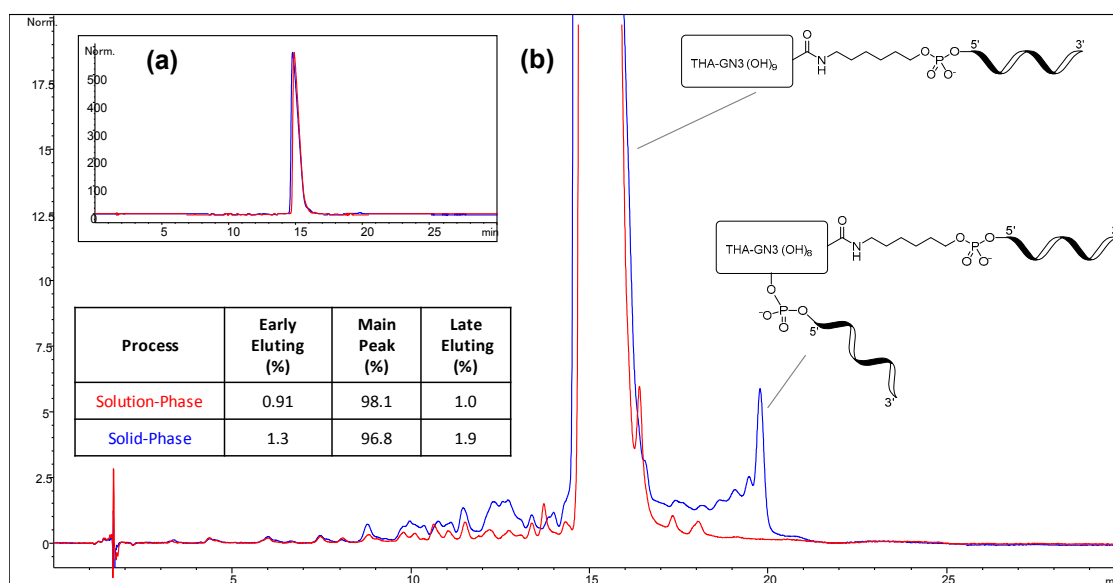 Norm.
17.5
15
12.5
10
7.5
5
2.5
0
5
10
15
20
25
(a)
Norm.
500
400
300
200
100
0
5
10
15
20
25
min
(b)
THA-GN3 (OH)9
O
N
H
O
P
O
O
O-
5'
3'
THA-GN3 (OH)8
O
N
H
O
P
O
O
O-
5'
3'
O
-O
P
O
O
5'
3'
Process
Early Eluting (%)
Main Peak (%)
Late Eluting (%)
Solution-Phase 0.91 98.1 1.0
Solid-Phase 1.3 96.8 1.9